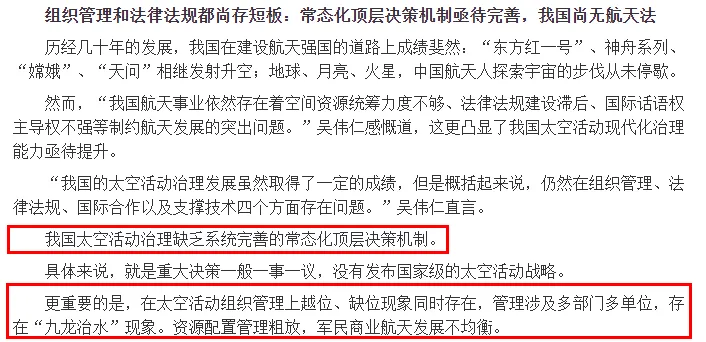 组织管理和法律法规都尚存短板：常态化顶层决策机制亟待完善，我国尚无航天法
历经几十年的发展，我国在建设航天强国的道路上成绩斐然：“东方红一号”、神舟系列、
“嫦娥”、“天问”相继发射升空；地球、月亮、火星，中国航天人探索宇宙的步伐从未停歇。
然而，“我国航天事业依然存在着空间资源统筹力度不够、法律法规建设滞后、国际话语权
主导权不强等制约航天发展的突出问题。”吴伟仁感慨道，这更凸显了我国太空活动现代化治理
能力亟待提升。
“我国的太空活动治理发展虽然取得了一定的成绩，但是概括起来说，仍然在组织管理、法
律法规、国际合作以及支撑技术四个方面存在问题。”吴伟仁直言。
我国太空活动治理缺乏系统完善的常态化顶层决策机制。
具体来说，就是重大决策一般一事一议，没有发布国家级的太空活动战略。
更重要的是，在太空活动组织管理上越位、缺位现象同时存在，管理涉及多部门多单位，存
在“九龙治水”现象。资源配置管理粗放，军民商业航天发展不均衡。